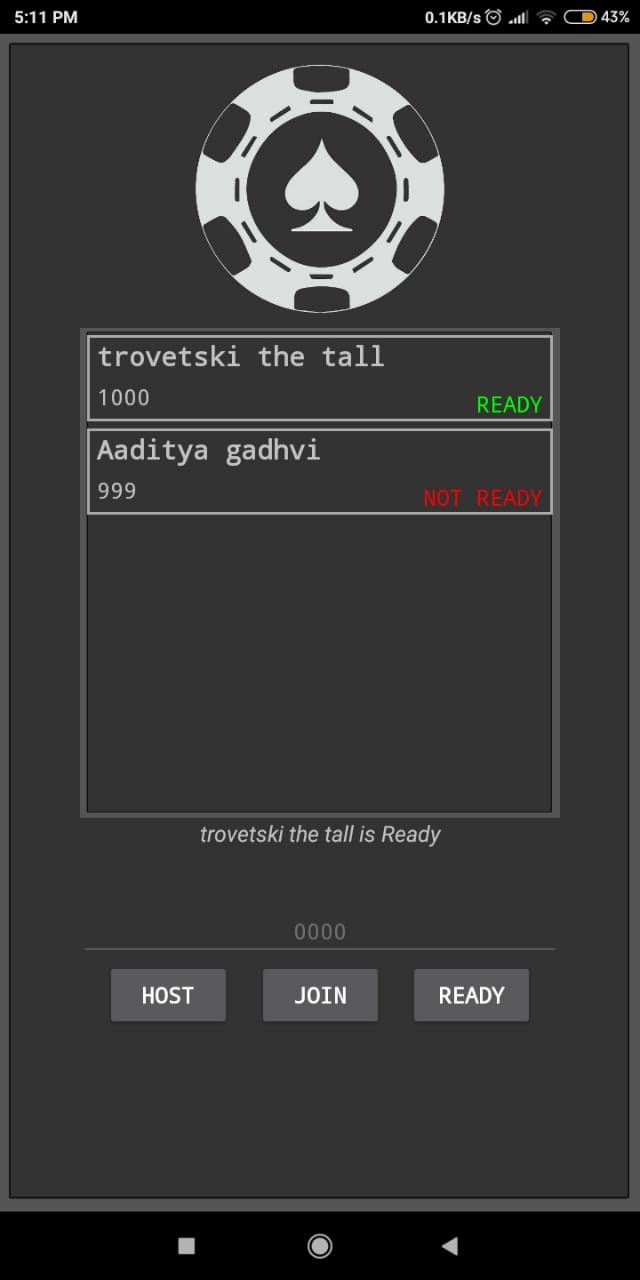 5:11 PM 0.1KB/s 43%
trovetski the tall
1000 READY
Aaditya gadhvi
999 NOT READY
trovetski the tall is Ready
0000
HOST JOIN READY